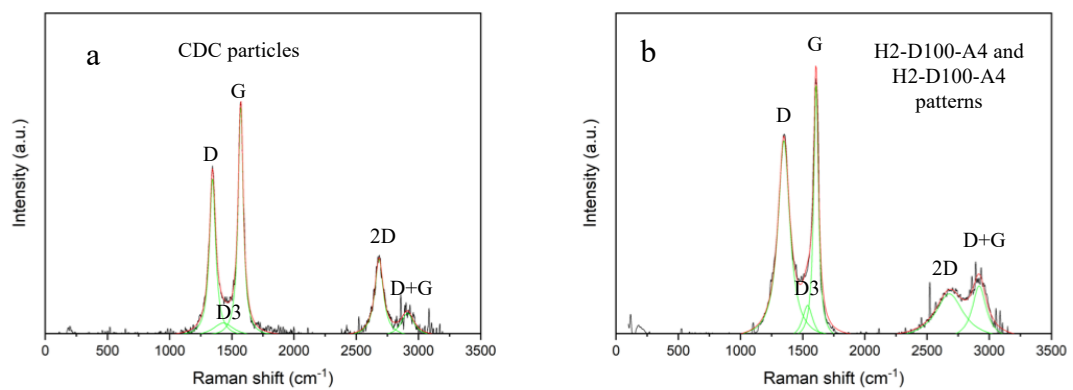 a
CDC particles
G
D
D3
2D
D+G
Intensity (a.u.)
0 500 1000 1500 2000 2500 3000 3500
Raman shift (cm⁻¹)
b
G
H2-D100-A4 and
H2-D100-A4
patterns
D
D3
D+G
2D
Intensity (a.u.)
0 500 1000 1500 2000 2500 3000 3500
Raman shift (cm⁻¹)